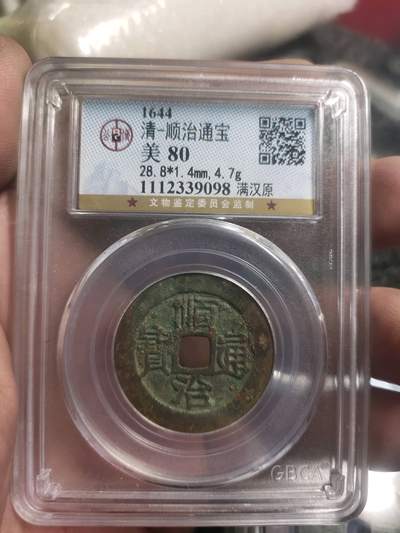 1644
清-顺治通宝
美 80
28.8*1.4mm,4.7g
1112339098 满汉原
★ 文物鉴定委员会监制 ★
順治通寶
GBCA